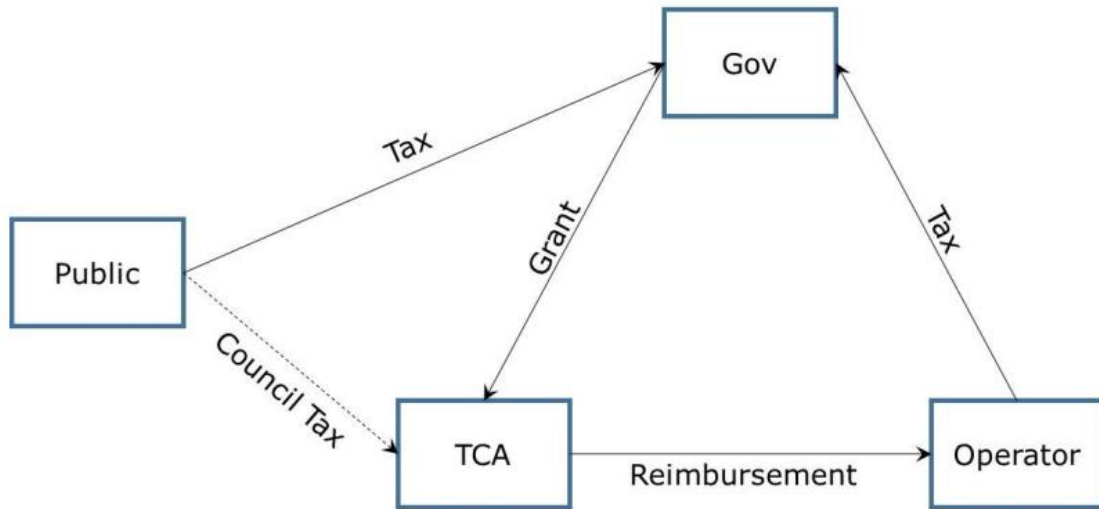 Gov
Tax
Grant
Tax
Public
Council Tax
TCA
Reimbursement
Operator